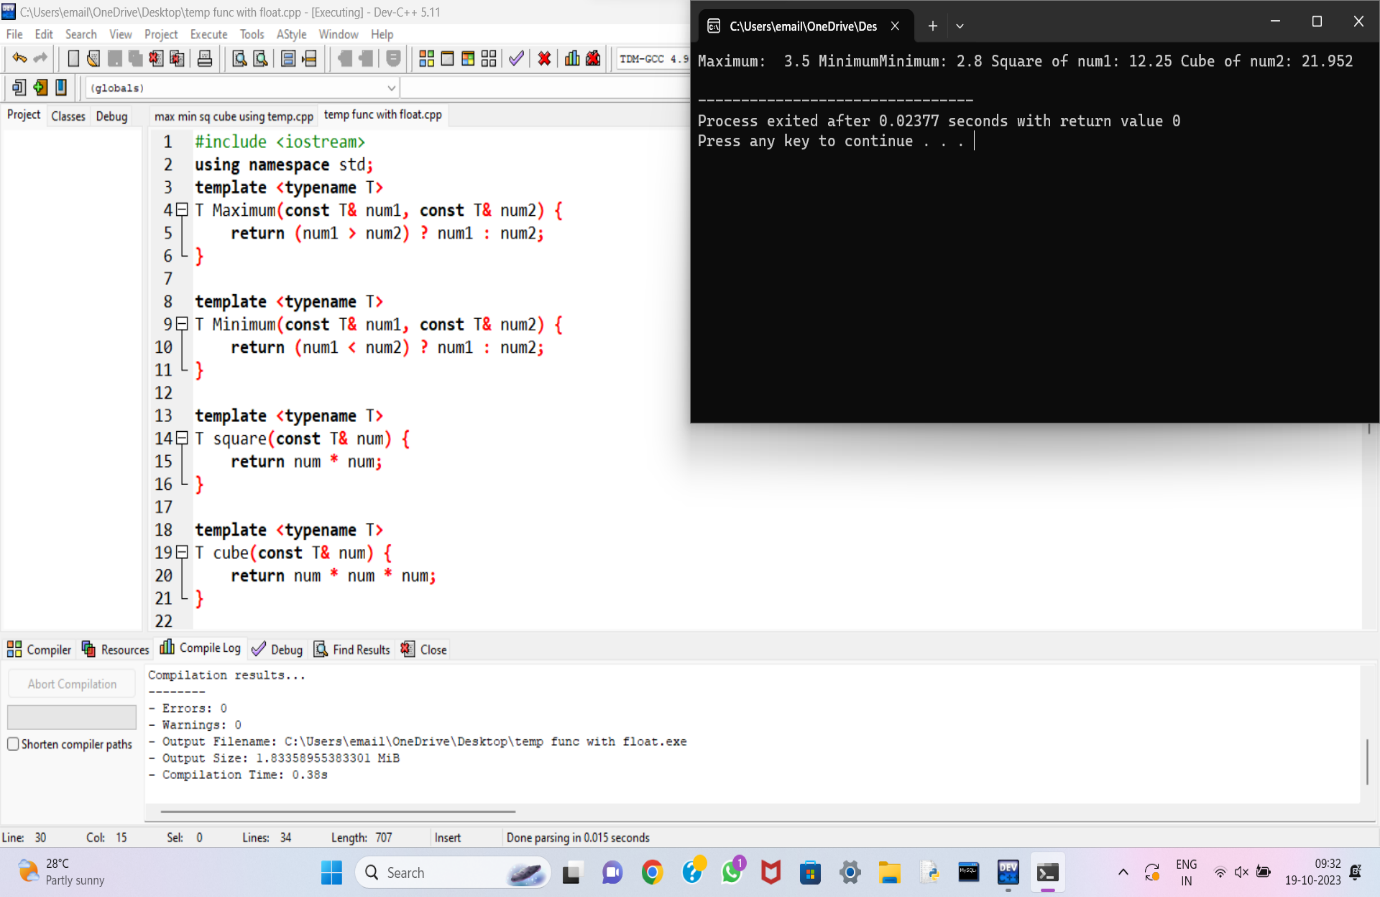 C:\Users\email\OneDrive\Desktop\temp func with float.cpp - [Executing] - Dev-C++ 5.11
File Edit Search View Project Execute Tools AStyle Window Help
TDM-GCC 4.9
(globals)
Project Classes Debug
max min sq cube using temp.cpp temp func with float.cpp
1 #include <iostream>
2 using namespace std;
3 template <typename T>
4 T Maximum(const T& num1, const T& num2) {
5 return (num1 > num2) ? num1 : num2;
6 }
7
8 template <typename T>
9 T Minimum(const T& num1, const T& num2) {
10 return (num1 < num2) ? num1 : num2;
11 }
12
13 template <typename T>
14 T square(const T& num) {
15 return num * num;
16 }
17
18 template <typename T>
19 T cube(const T& num) {
20 return num * num * num;
21 }
22
C:\Users\email\OneDrive\Des
Maximum:  3.5 MinimumMinimum: 2.8 Square of num1: 12.25 Cube of num2: 21.952
--------------------------------
Process exited after 0.02377 seconds with return value 0
Press any key to continue . . .
Compiler Resources Compile Log Debug Find Results Close
Abort Compilation
Shorten compiler paths
Compilation results...
--------
- Errors: 0
- Warnings: 0
- Output Filename: C:\Users\email\OneDrive\Desktop\temp func with float.exe
- Output Size: 1.83358955383301 MiB
- Compilation Time: 0.38s
Line: 30 Col: 15 Sel: 0 Lines: 34 Length: 707 Insert Done parsing in 0.015 seconds
28°C
Partly sunny
Search
1
DEV
MySQL
ENG
IN
09:32
19-10-2023